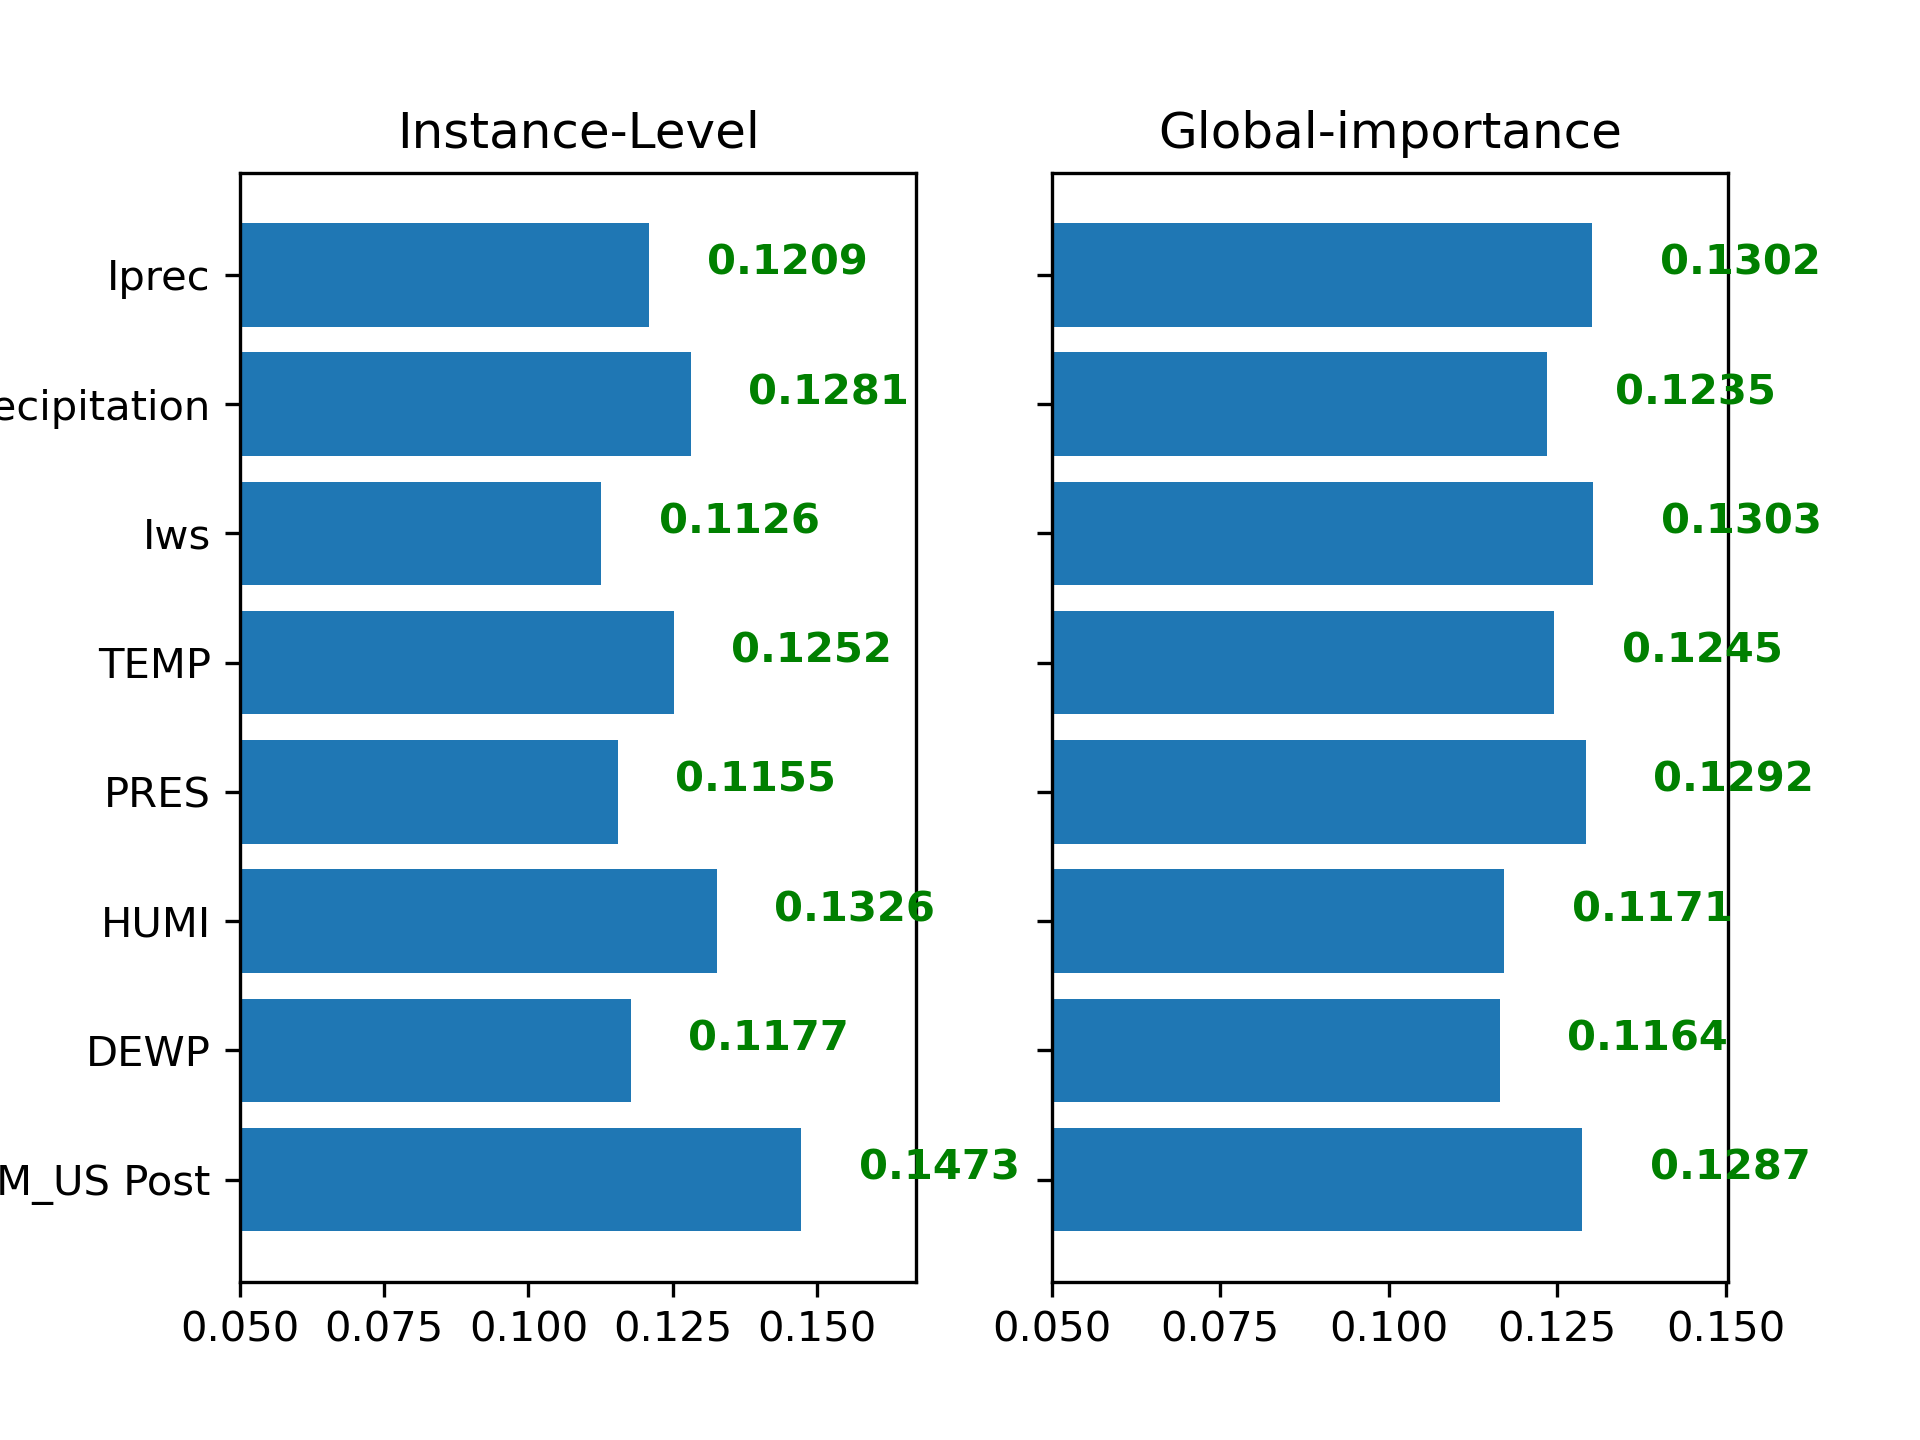 Instance-Level
Global-importance
Iprec 0.1209 0.1302
ecipitation 0.1281 0.1235
Iws 0.1126 0.1303
TEMP 0.1252 0.1245
PRES 0.1155 0.1292
HUMI 0.1326 0.1171
DEWP 0.1177 0.1164
M_US Post 0.1473 0.1287
0.050 0.075 0.100 0.125 0.150
0.050 0.075 0.100 0.125 0.150